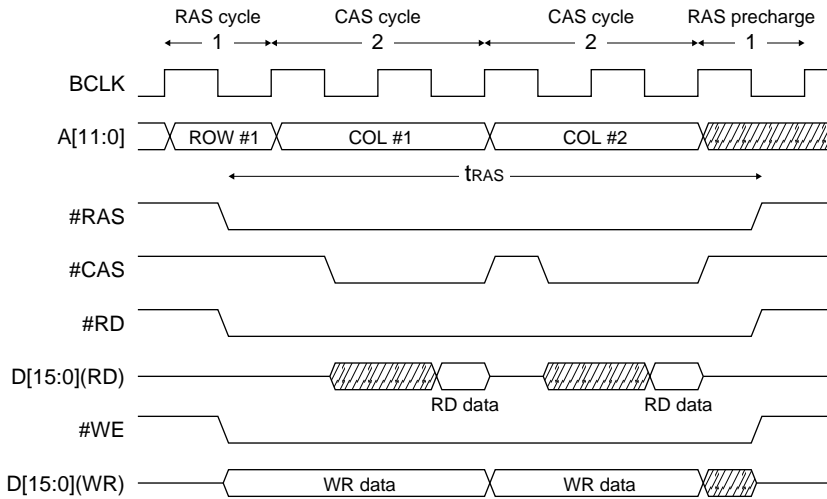 RAS cycle CAS cycle CAS cycle RAS precharge
1 2 2 1
BCLK
A[11:0] ROW #1 COL #1 COL #2
tRAS
#RAS
#CAS
#RD
D[15:0](RD)
RD data RD data
#WE
D[15:0](WR) WR data WR data